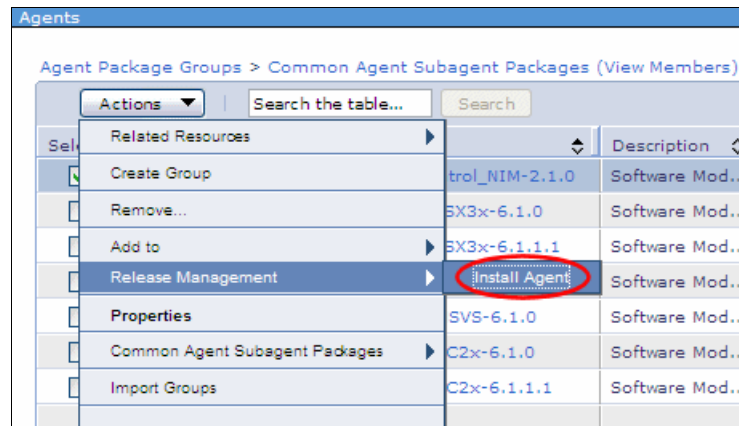 Agents
Agent Package Groups > Common Agent Subagent Packages (View Members)
Actions Search the table... Search
Related Resources
Description
Create Group
trol_NIM-2.1.0 Software Mod..
Remove...
SX3x-6.1.0 Software Mod..
Add to
SX3x-6.1.1.1 Software Mod..
Release Management Install Agent Software Mod..
Properties
SVS-6.1.0 Software Mod..
Common Agent Subagent Packages
C2x-6.1.0 Software Mod..
Import Groups
C2x-6.1.1.1 Software Mod..